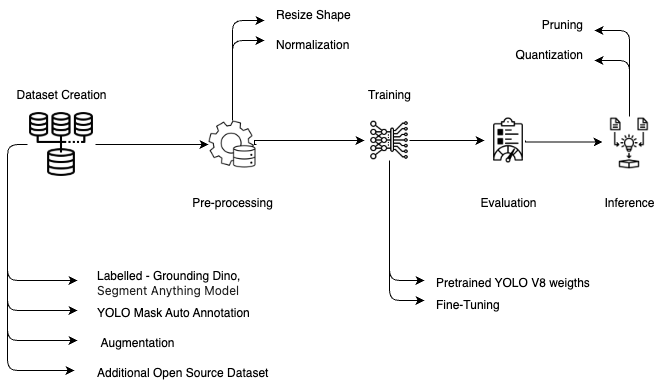 Resize Shape
Normalization
Pruning
Quantization
Dataset Creation
Training
Pre-processing
Evaluation
Inference
Labelled - Grounding Dino,
Segment Anything Model
YOLO Mask Auto Annotation
Augmentation
Additional Open Source Dataset
Pretrained YOLO V8 weigths
Fine-Tuning